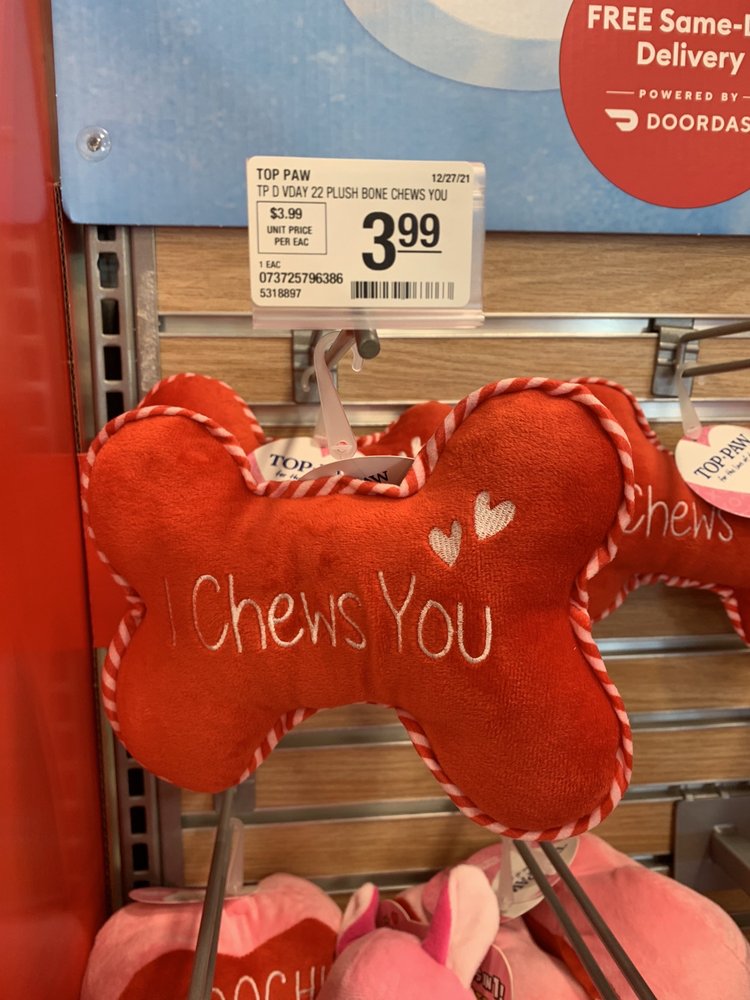 FREE Same-
Delivery
POWERED BY
DOORDAS
TOP PAW 12/27/21
TP D VDAY 22 PLUSH BONE CHEWS YOU
$3.99
UNIT PRICE
PER EAC
3.99
1 EAC
073725796386
5318897
TOP
TOP-PAW
I Chews You
Chews